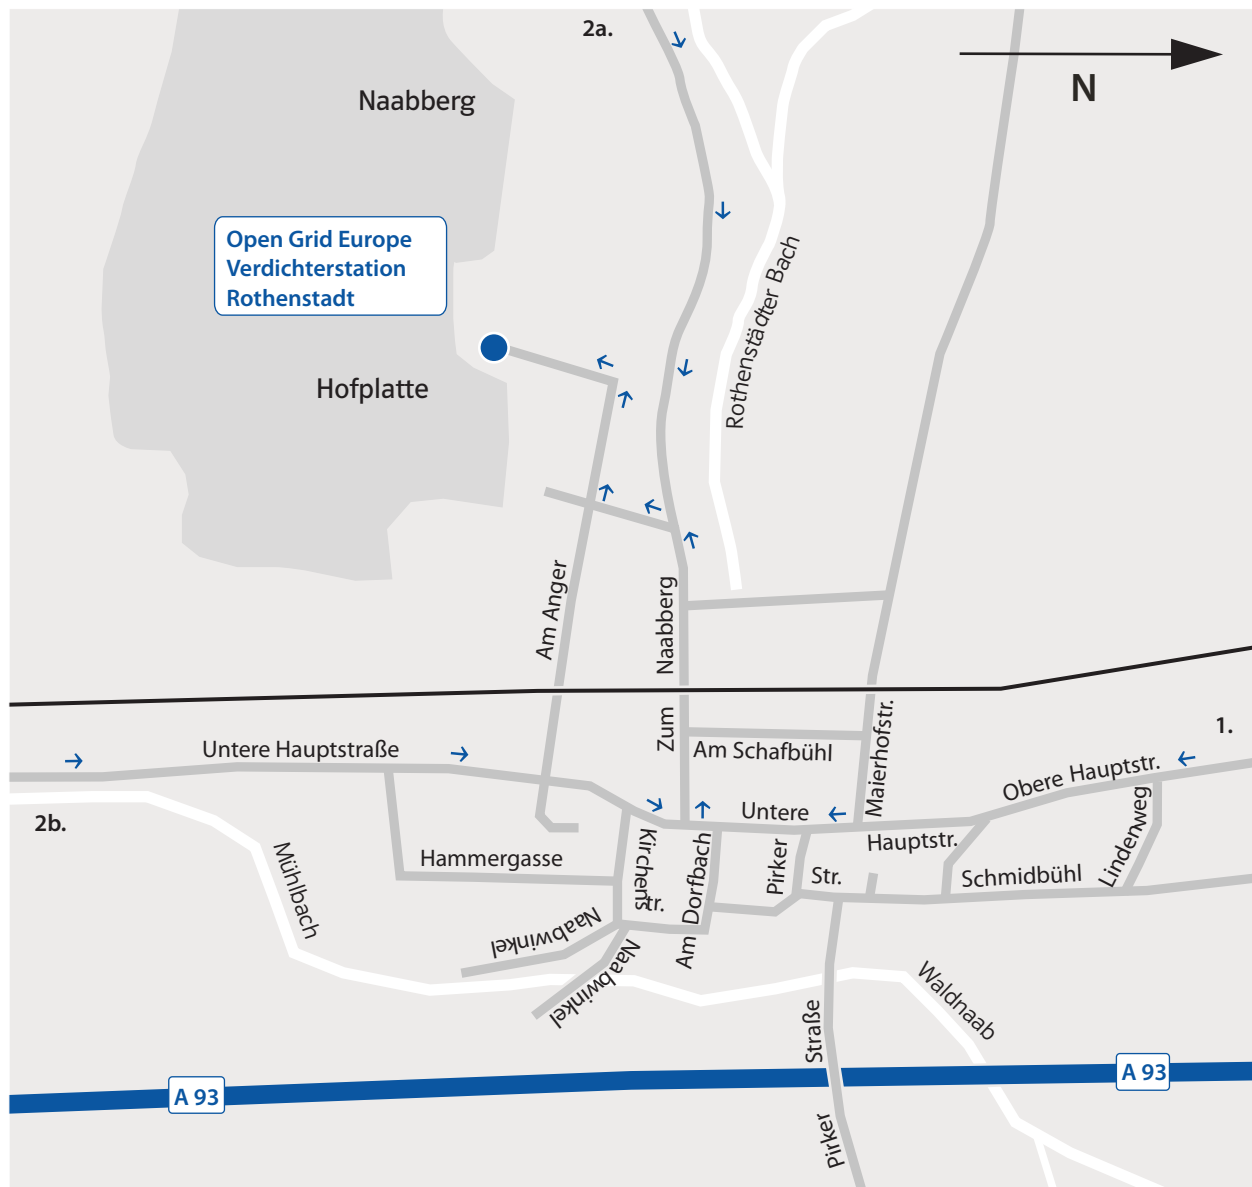 2a.
Naabberg
N
Open Grid Europe
Verdichterstation
Rothenstadt
Hofplatte
Rothenstädter Bach
Am Anger
Zum Naabberg
1.
Untere Hauptstraße
Am Schafbühl
Maierhofstr.
Obere Hauptstr.
2b.
Untere
Hauptstr.
Lindenweg
Mühlbach
Hammergasse
Kirchenstr.
Am Dorfbach
Pirker
Str.
Schmidbühl
Naabwinkel
Naabwinkel
Waldnaab
Pirker Straße
A 93
A 93